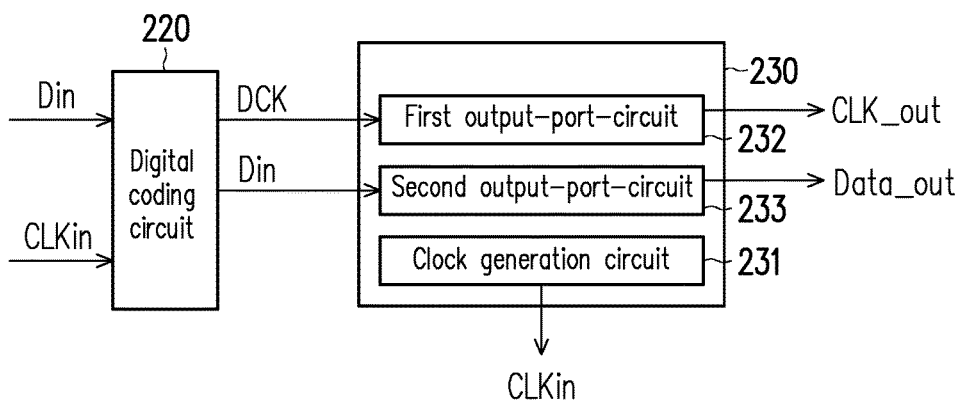 220
Din
CLKin
Digital
coding
circuit
DCK
Din
230
First output-port-circuit
232
CLK_out
Second output-port-circuit
233
Data_out
Clock generation circuit
231
CLKin